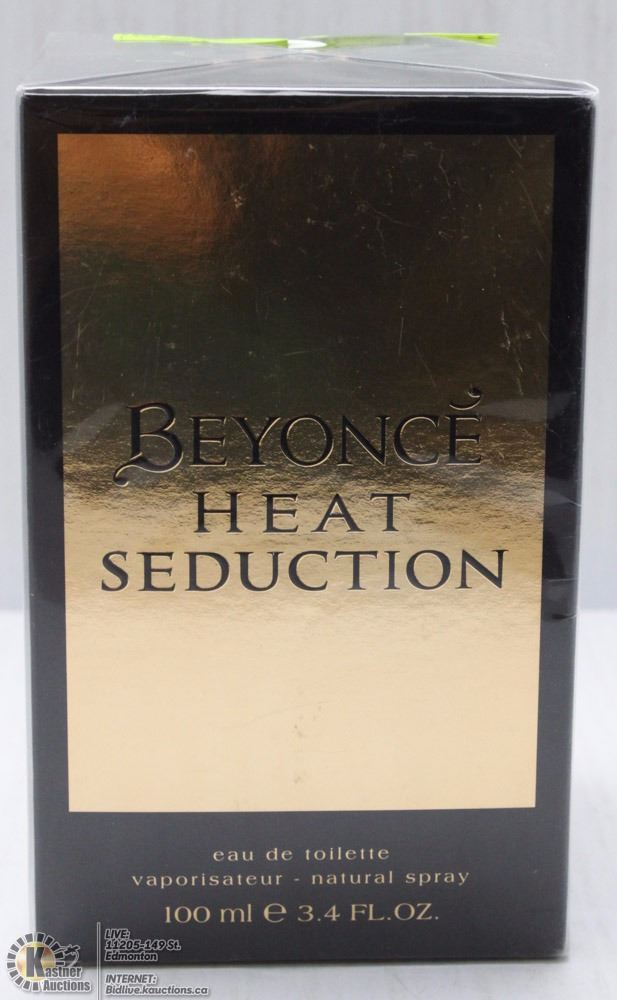 BEYONCÉ
HEAT
SEDUCTION
eau de toilette
vaporisateur - natural spray
100 ml ℮ 3.4 FL.OZ.
Kastner
Auctions
LIVE:
11205-149 St.
Edmonton
INTERNET:
Bidlive.kauctions.ca